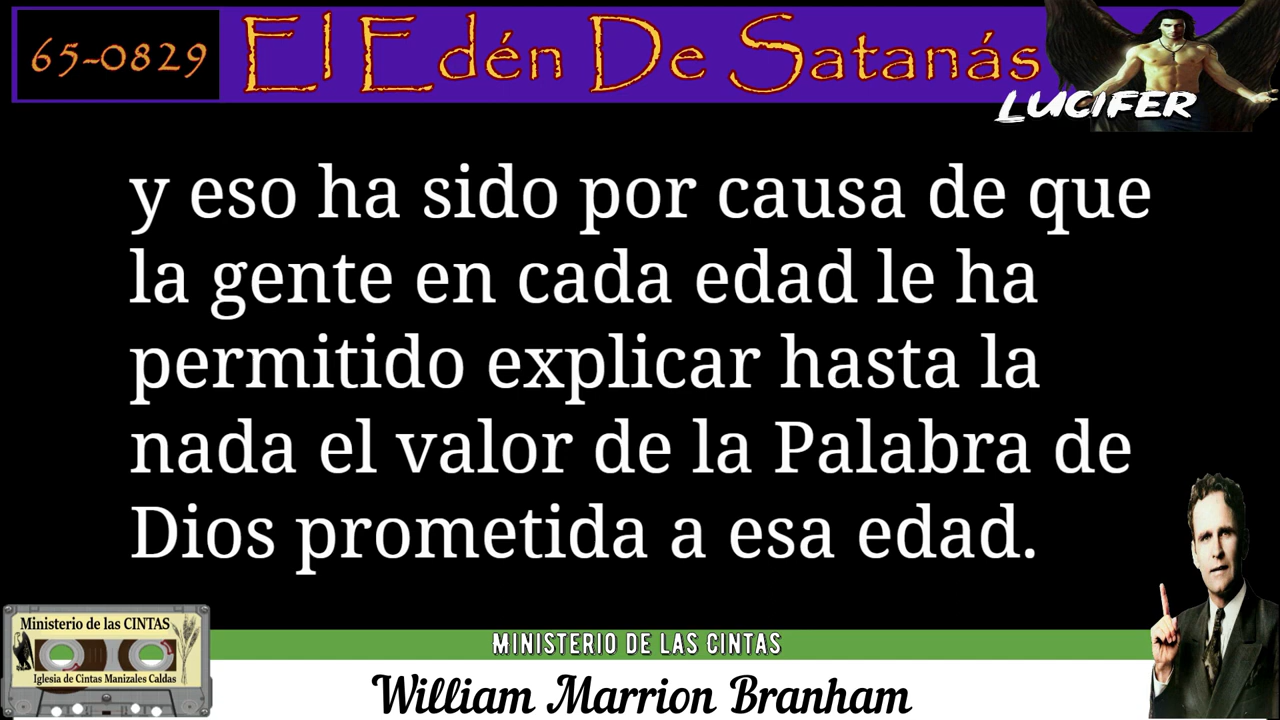 65-0829
El Edén De Satanás
LUCIFER
y eso ha sido por causa de que
la gente en cada edad le ha
permitido explicar hasta la
nada el valor de la Palabra de
Dios prometida a esa edad.
Ministerio de las CINTAS
Iglesia de Cintas Manizales Caldas
MINISTERIO DE LAS CINTAS
William Marrion Branham